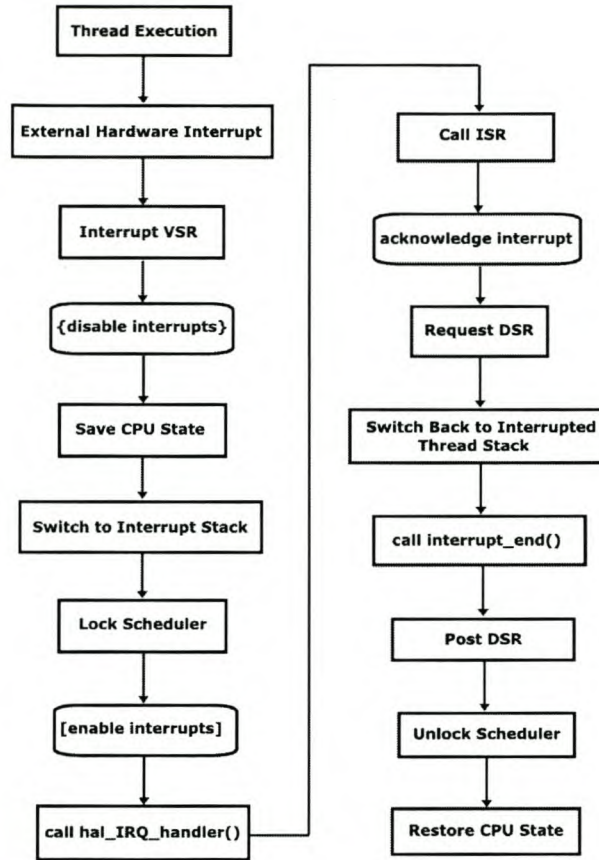 Thread Execution
External Hardware Interrupt
Interrupt VSR
{disable interrupts}
Save CPU State
Switch to Interrupt Stack
Lock Scheduler
[enable interrupts]
call hal_IRQ_handler()
Call ISR
acknowledge interrupt
Request DSR
Switch Back to Interrupted
Thread Stack
call interrupt_end()
Post DSR
Unlock Scheduler
Restore CPU State